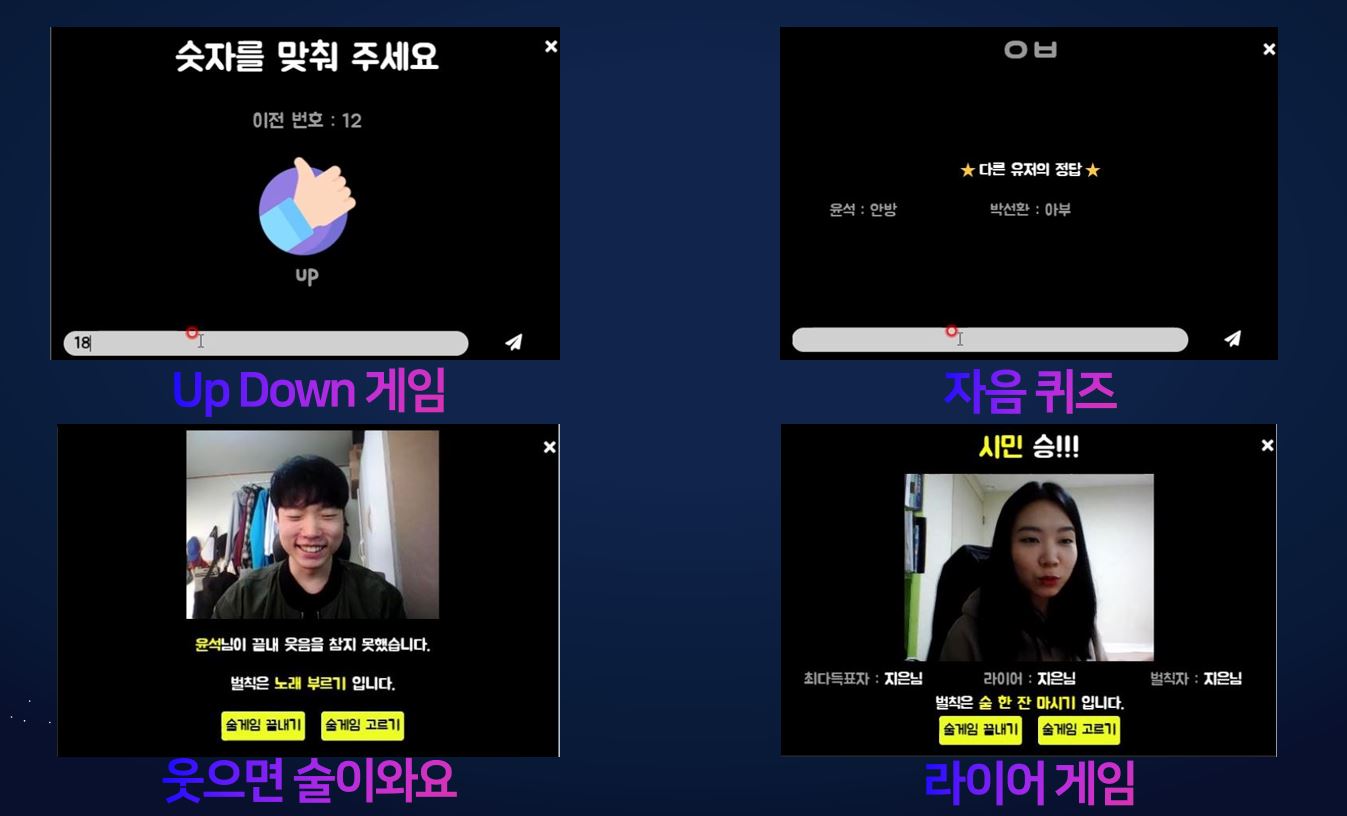 숫자를 맞춰 주세요
이전 번호 : 12
UP
18
Up Down 게임
ㅇㅂ
다른 유저의 정답
윤석 : 안방 박선환 : 아부
자음 퀴즈
윤석님이 끝내 웃음을 참지 못했습니다.
벌칙은 노래 부르기 입니다.
술게임 끝내기 술게임 고르기
웃으면 술이와요
시민 승!!!
최다득표자 : 지은님 라이어 : 지은님 벌칙자 : 지은님
벌칙은 술 한 잔 마시기 입니다.
술게임 끝내기 술게임 고르기
라이어 게임